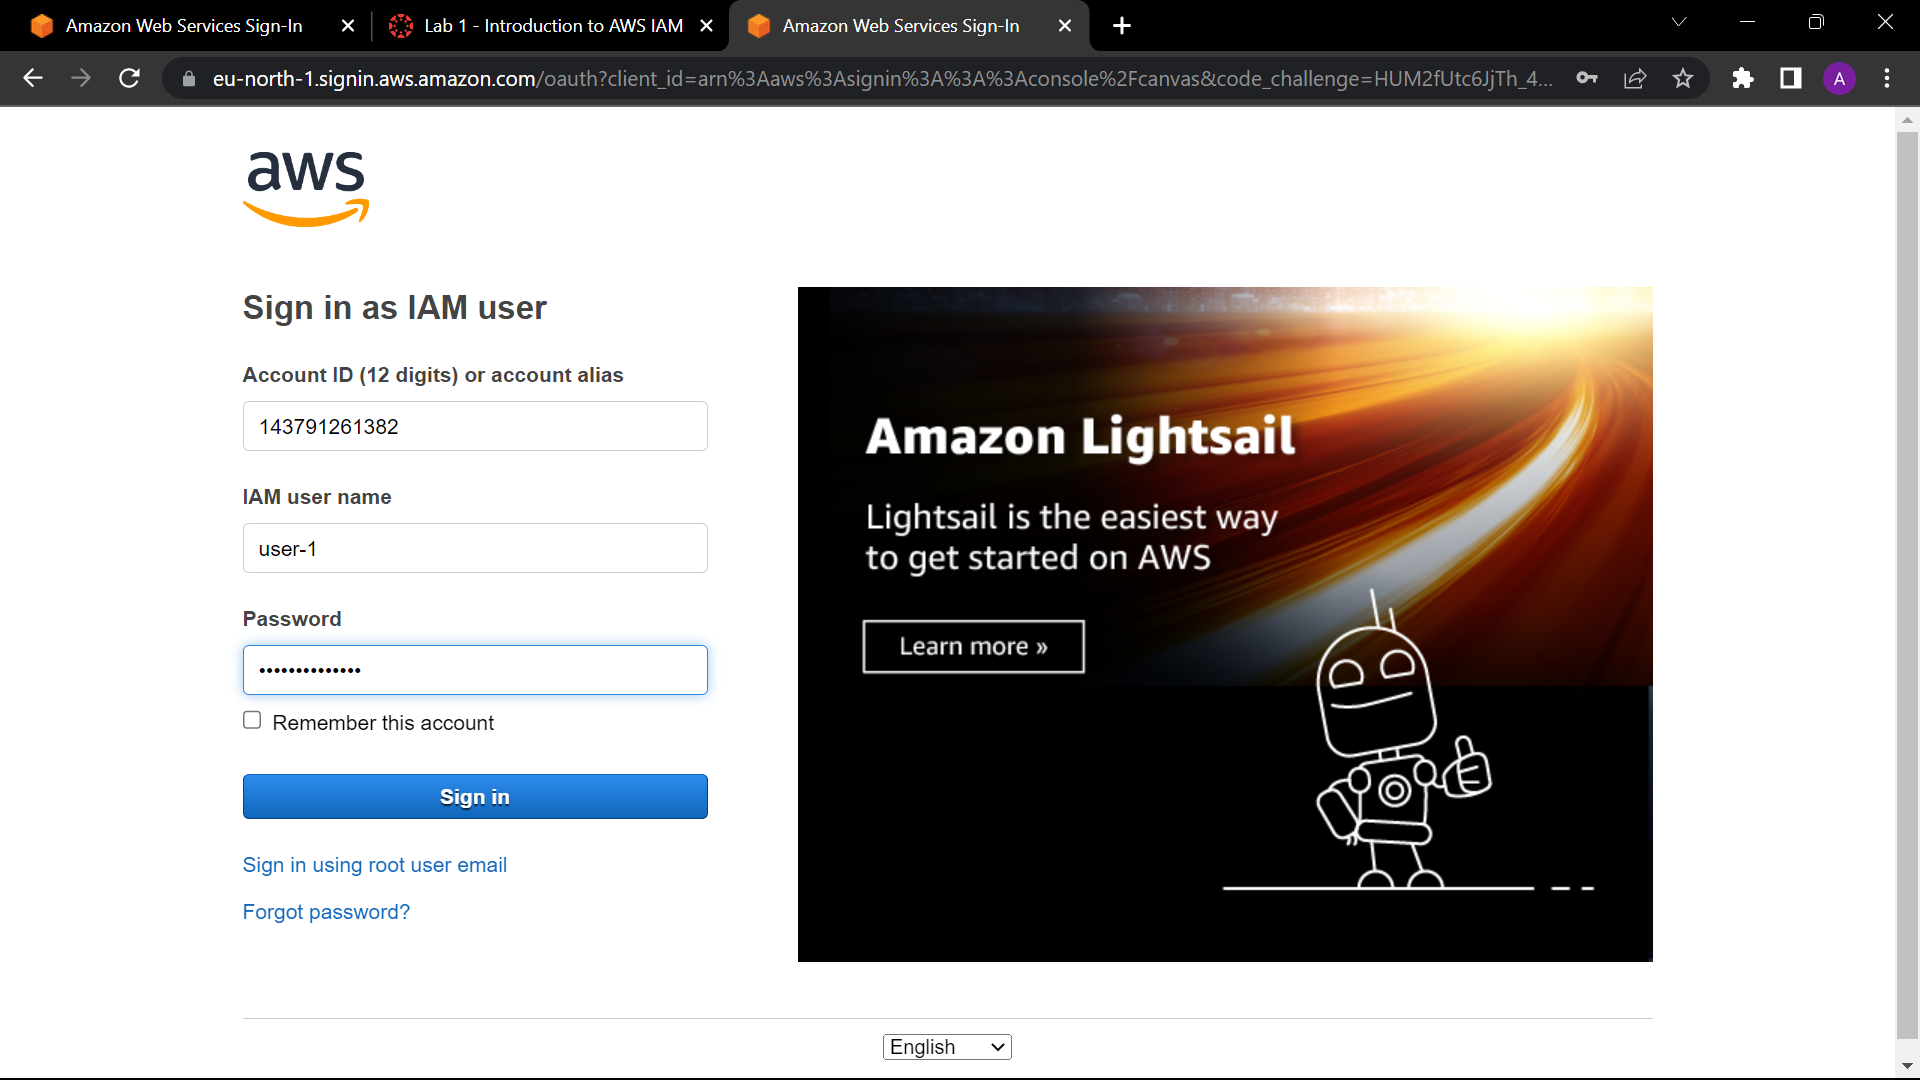 Amazon Web Services Sign-In
Lab 1 - Introduction to AWS IAM
Amazon Web Services Sign-In
eu-north-1.signin.aws.amazon.com/oauth?client_id=arn%3Aaws%3Asignin%3A%3A%3Aconsole%2Fcanvas&code_challenge=HUM2fUtc6JjTh_4...
A
aws
Sign in as IAM user
Account ID (12 digits) or account alias
143791261382
IAM user name
user-1
Password
••••••••••••••
Remember this account
Sign in
Sign in using root user email
Forgot password?
Amazon Lightsail
Lightsail is the easiest way
to get started on AWS
Learn more »
English